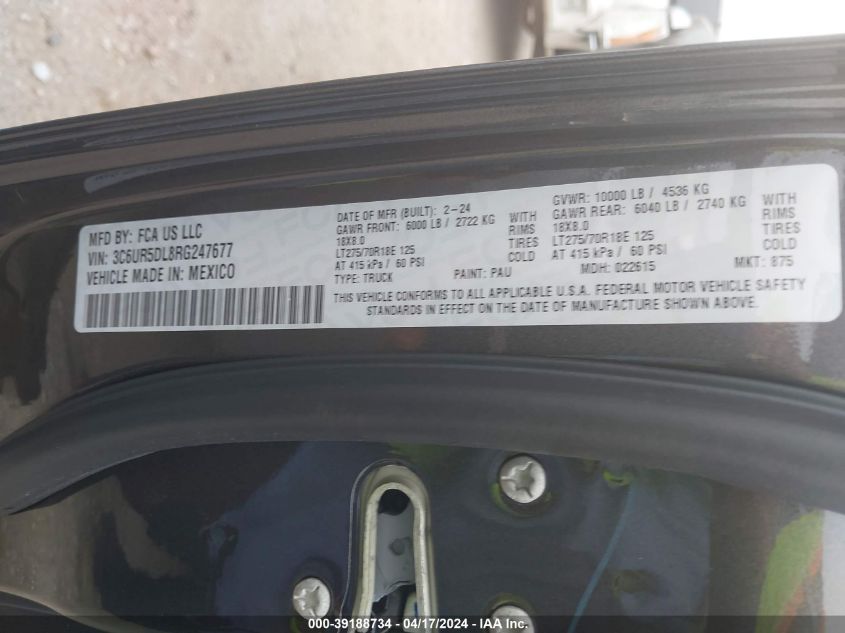 MFD BY: FCA US LLC
VIN: 3C6UR5DL8RG247677
VEHICLE MADE IN: MEXICO
DATE OF MFR (BUILT): 2-24
GAWR FRONT: 6000 LB / 2722 KG WITH
18X8.0 RIMS
LT275/70R18E 125 TIRES
AT 415 kPa / 60 PSI COLD
TYPE: TRUCK PAINT: PAU
GVWR: 10000 LB / 4536 KG
GAWR REAR: 6040 LB / 2740 KG WITH
18X8.0 RIMS
LT275/70R18E 125 TIRES
AT 415 kPa / 60 PSI COLD
MDH: 022615 MKT: 875
THIS VEHICLE CONFORMS TO ALL APPLICABLE U.S.A. FEDERAL MOTOR VEHICLE SAFETY
STANDARDS IN EFFECT ON THE DATE OF MANUFACTURE SHOWN ABOVE.
000-39188734 - 04/17/2024 - IAA Inc.